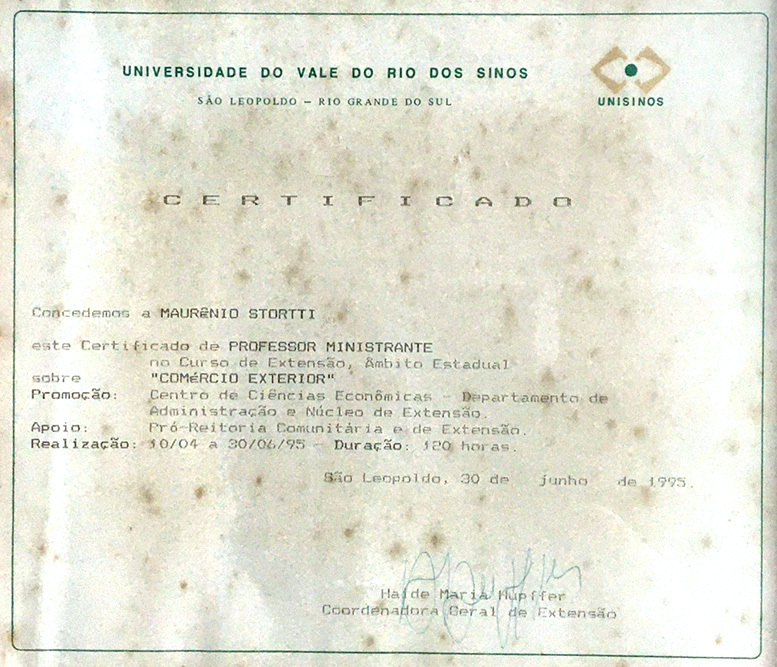 UNIVERSIDADE DO VALE DO RIO DOS SINOS
SÃO LEOPOLDO – RIO GRANDE DO SUL
UNISINOS
CERTIFICADO
Concedemos a MAURÊNIO STORTTI
este Certificado de PROFESSOR MINISTRANTE
no Curso de Extensão, Âmbito Estadual
sobre "COMéRCIO EXTERIOR"
Promoção: Centro de Ciências Econômicas - Departamento de
Administração e Núcleo de Extensão.
Apoio: Pró-Reitoria Comunitária e de Extensão.
Realização: 10/04 a 30/06/95 - Duração: 120 horas.
São Leopoldo, 30 de junho de 1995.
Haide Maria Hupffer
Coordenadora Geral de Extensão